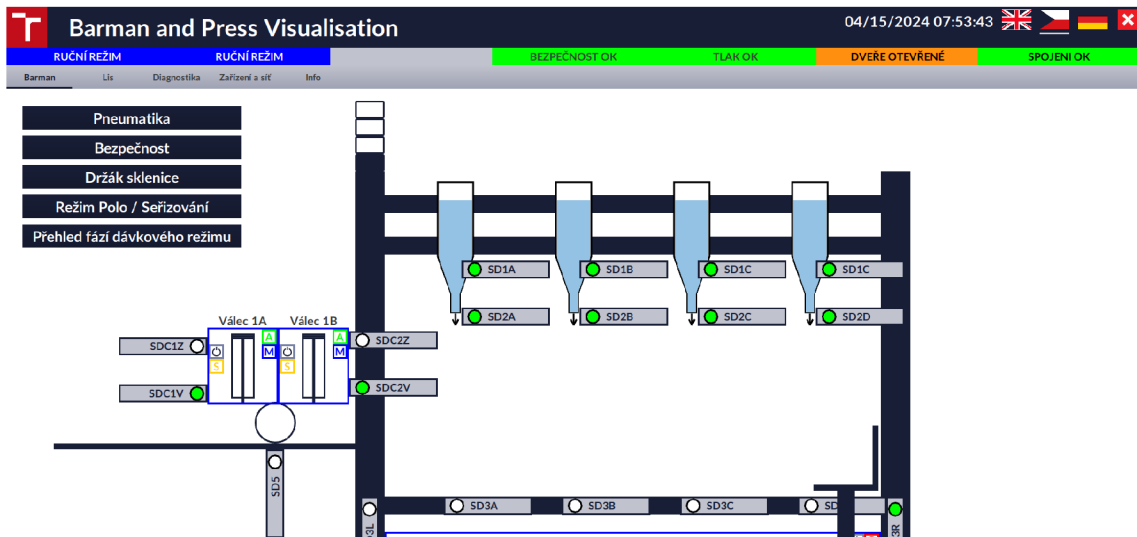 Barman and Press Visualisation
04/15/2024 07:53:43
RUČNÍ REŽIM
RUČNÍ REŽIM
BEZPEČNOST OK
TLAK OK
DVEŘE OTEVŘENÉ
SPOJENI OK
Barman
Lis
Diagnostika
Zařízení a síť
Info
Pneumatika
Bezpečnost
Držák sklenice
Režim Polo / Seřizování
Přehled fází dávkového režimu
SD1A
SD1B
SD1C
SD1C
SD2A
SD2B
SD2C
SD2D
Válec 1A
Válec 1B
A
A
SDC1Z
M
M
SDC2Z
S
S
SDC1V
SDC2V
SD5
SD3A
SD3B
SD3C
SD
3L
3R